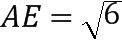 AE = √6